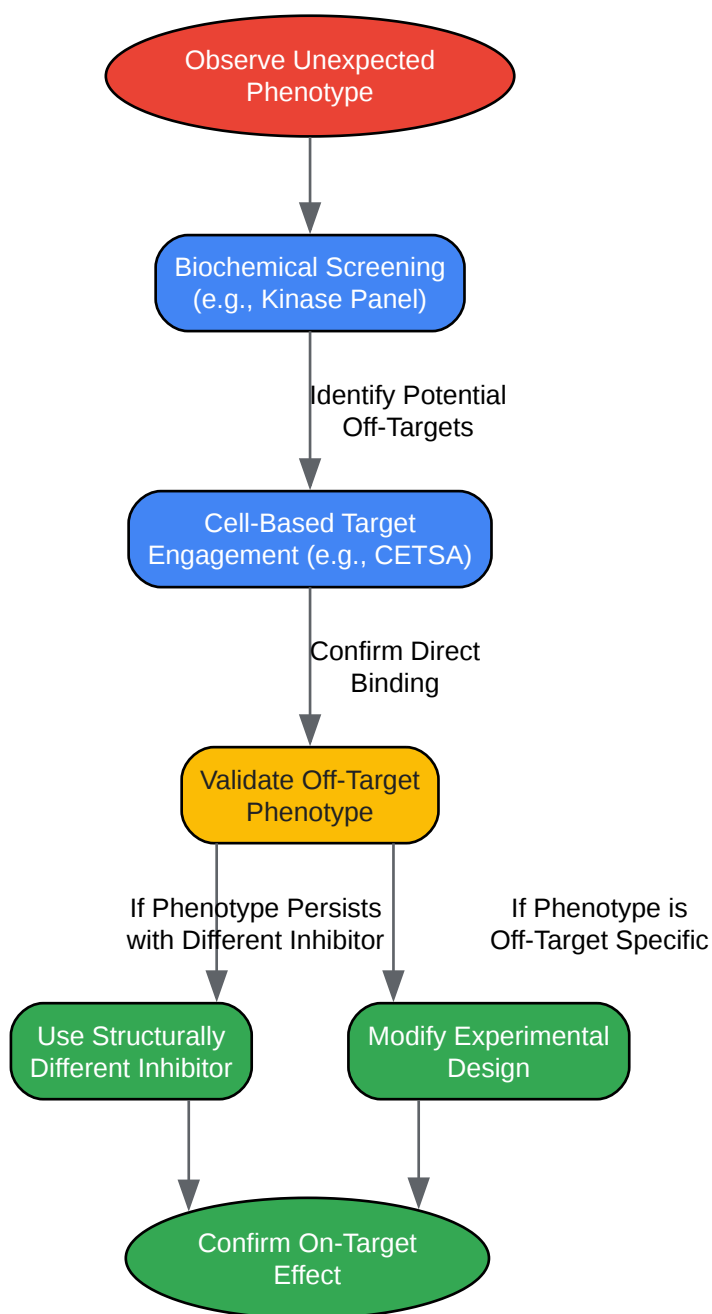 Observe Unexpected
Phenotype
Biochemical Screening
(e.g., Kinase Panel)
Identify Potential
Off-Targets
Cell-Based Target
Engagement (e.g., CETSA)
Confirm Direct
Binding
Validate Off-Target
Phenotype
If Phenotype Persists
with Different Inhibitor
If Phenotype is
Off-Target Specific
Use Structurally
Different Inhibitor
Modify Experimental
Design
Confirm On-Target
Effect